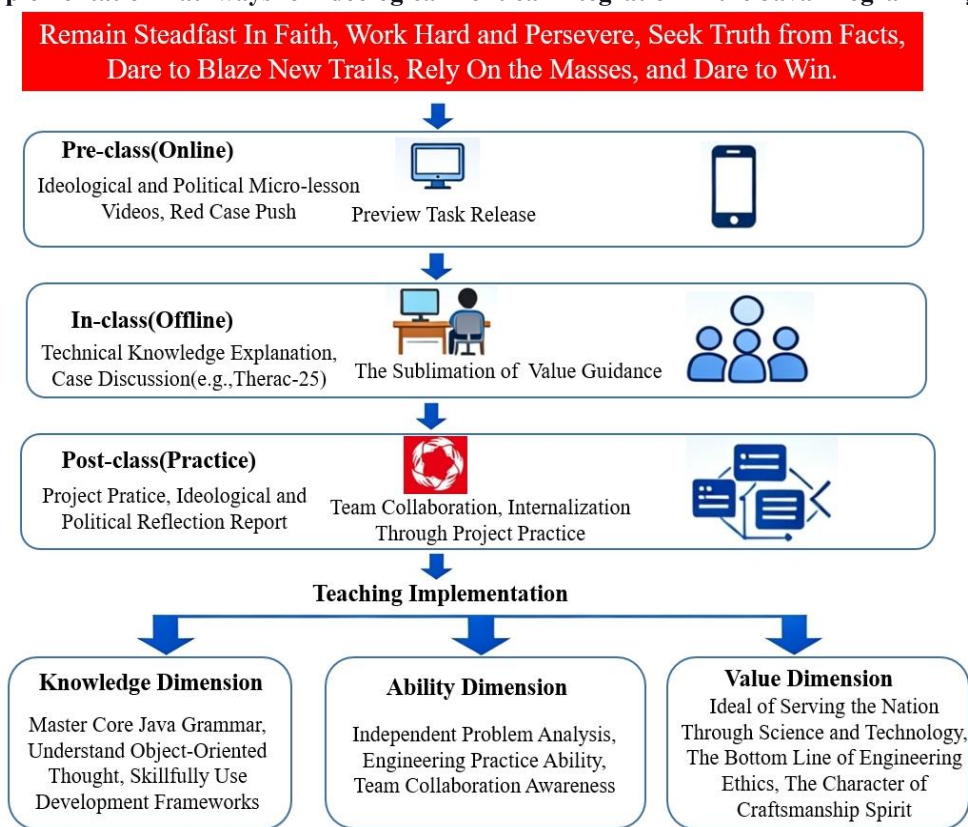 Remain Steadfast In Faith, Work Hard and Persevere, Seek Truth from Facts,
Dare to Blaze New Trails, Rely On the Masses, and Dare to Win.
Pre-class(Online)
Ideological and Political Micro-lesson
Videos, Red Case Push
Preview Task Release
In-class(Offline)
Technical Knowledge Explanation,
Case Discussion(e.g.,Therac-25)
The Sublimation of Value Guidance
Post-class(Practice)
Project Pratice, Ideological and
Political Reflection Report
Team Collaboration, Internalization
Through Project Practice
Teaching Implementation
Knowledge Dimension
Master Core Java Grammar,
Understand Object-Oriented
Thought, Skillfully Use
Development Frameworks
Ability Dimension
Independent Problem Analysis,
Engineering Practice Ability,
Team Collaboration Awareness
Value Dimension
Ideal of Serving the Nation
Through Science and Technology,
The Bottom Line of Engineering
Ethics, The Character of
Craftsmanship Spirit